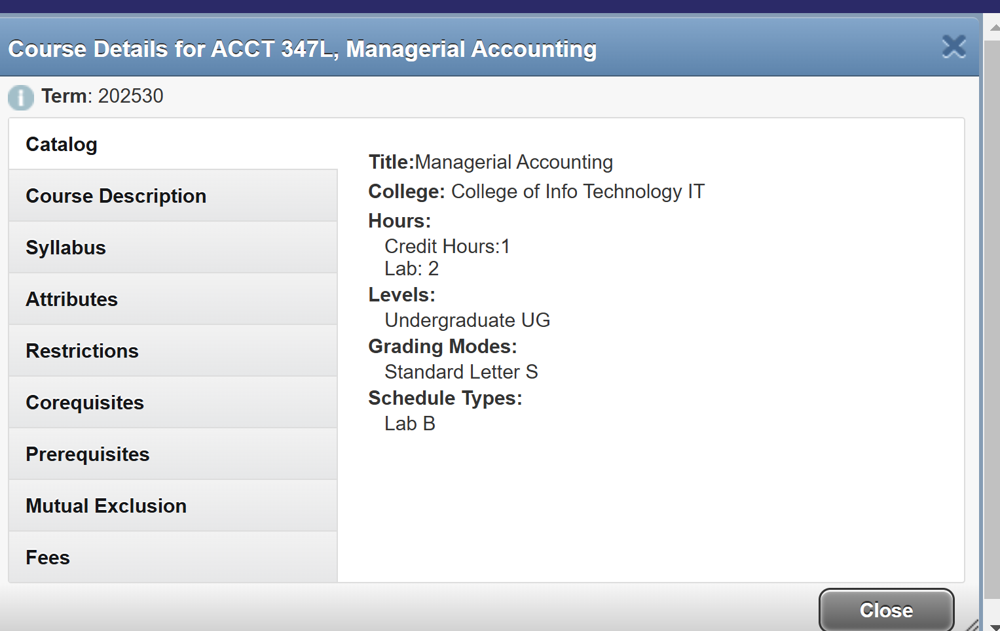 Course Details for ACCT 347L, Managerial Accounting
Term: 202530
Catalog
Course Description
Syllabus
Attributes
Restrictions
Corequisites
Prerequisites
Mutual Exclusion
Fees
Title:Managerial Accounting
College: College of Info Technology IT
Hours:
Credit Hours:1
Lab: 2
Levels:
Undergraduate UG
Grading Modes:
Standard Letter S
Schedule Types:
Lab B
Close